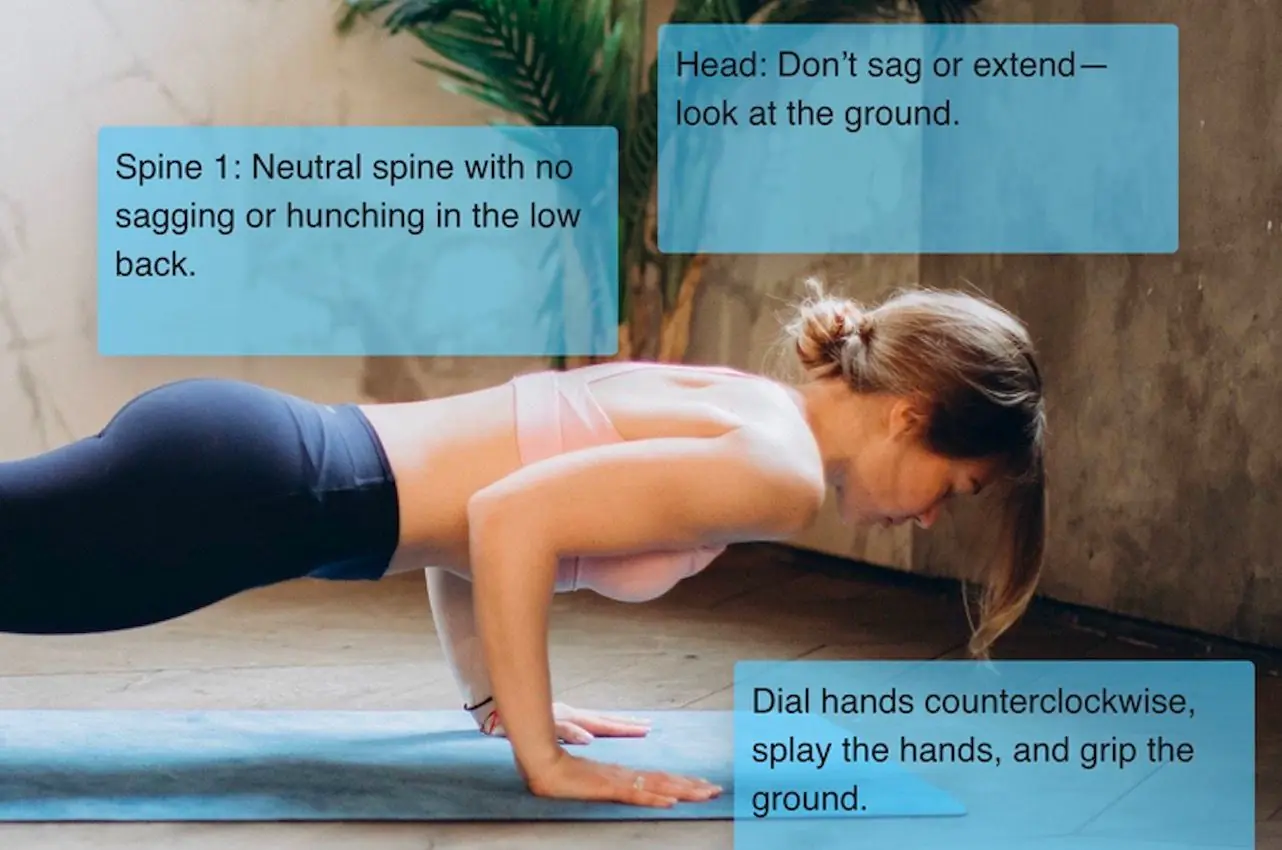 Head: Don’t sag or extend—
look at the ground.
Spine 1: Neutral spine with no
sagging or hunching in the low
back.
Dial hands counterclockwise,
splay the hands, and grip the
ground.